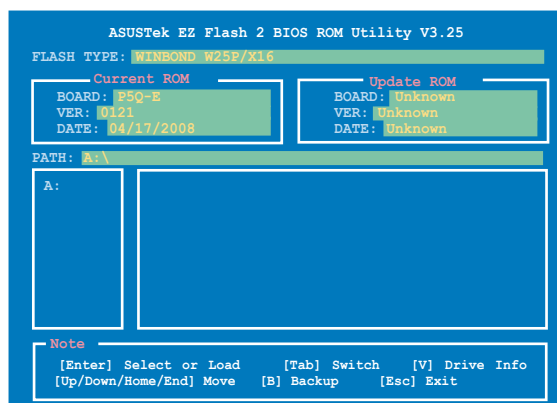 ASUSTek EZ Flash 2 BIOS ROM Utility V3.25
FLASH TYPE: WINBOND W25P/X16
Current ROM
BOARD: P5Q-E
VER: 0121
DATE: 04/17/2008
Update ROM
BOARD: Unknown
VER: Unknown
DATE: Unknown
PATH: A:\
A:
Note
[Enter] Select or Load [Tab] Switch [V] Drive Info
[Up/Down/Home/End] Move [B] Backup [Esc] Exit